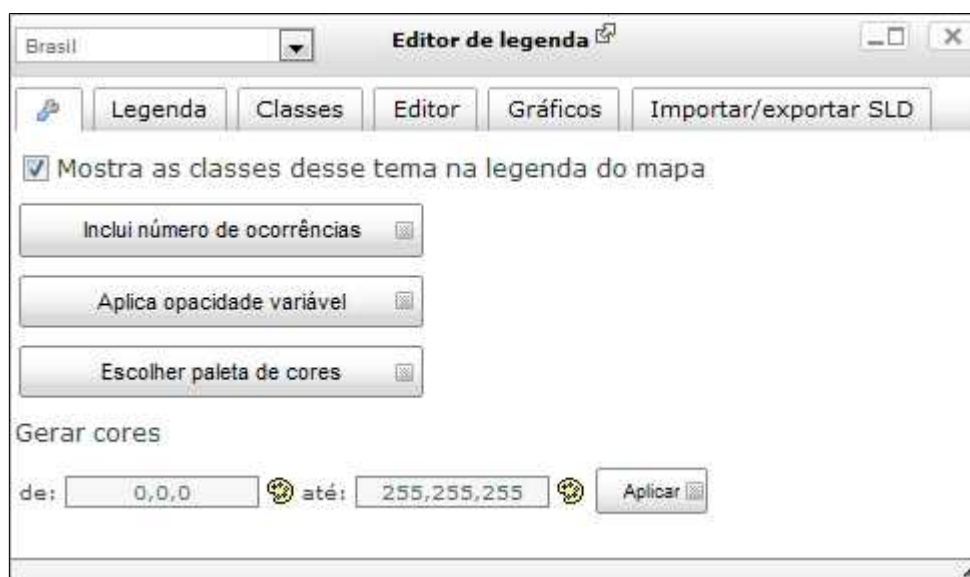 Brasil
Editor de legenda
Legenda Classes Editor Gráficos Importar/exportar SLD
Mostra as classes desse tema na legenda do mapa
Inclui número de ocorrências
Aplica opacidade variável
Escolher paleta de cores
Gerar cores
de: 0,0,0 até: 255,255,255 Aplicar